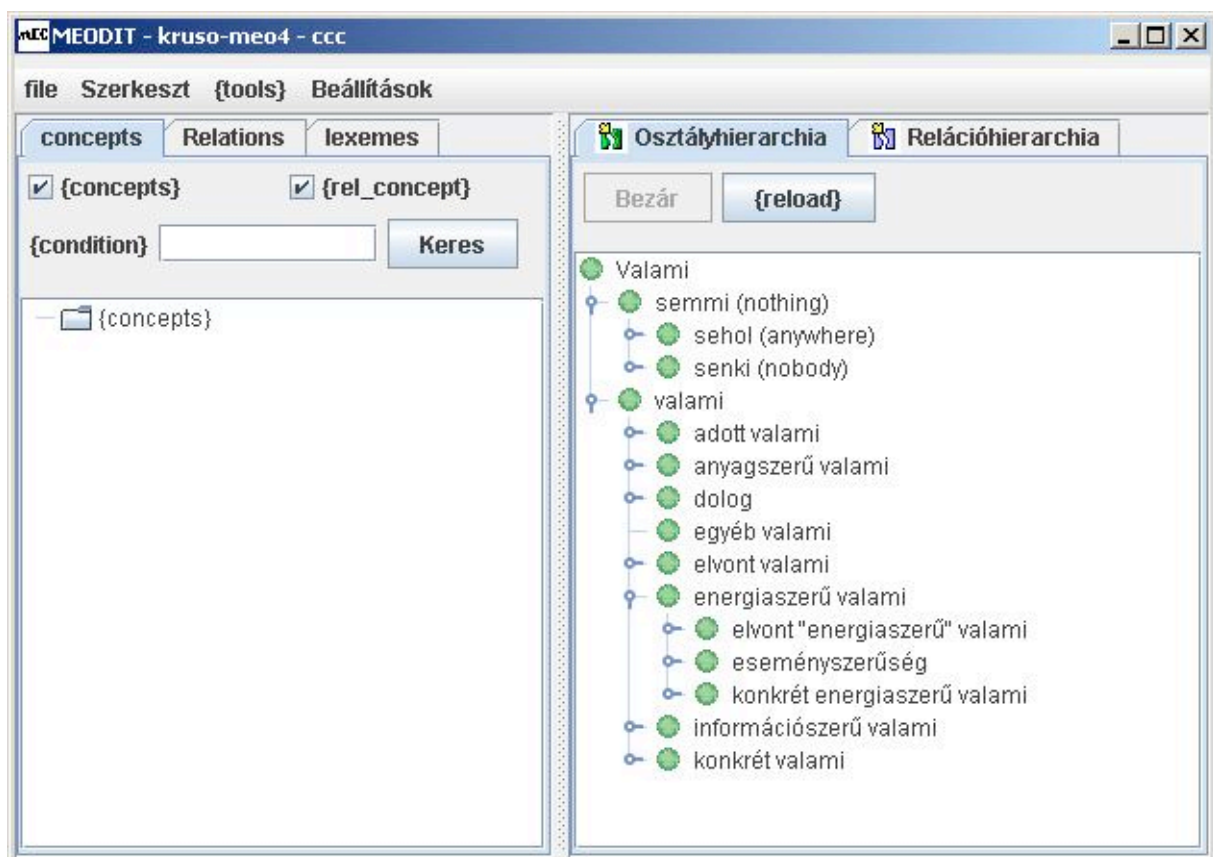 mEO MEODIT - kruso-meo4 - ccc
file Szerkeszt {tools} Beállítások
concepts Relations lexemes
{concepts} {rel_concept}
{condition} Keres
{concepts}
Osztályhierarchia Relációhierarchia
Bezár {reload}
Valami
semmi (nothing)
sehol (anywhere)
senki (nobody)
valami
adott valami
anyagszerű valami
dolog
egyéb valami
elvont valami
energiaszerű valami
elvont "energiaszerű" valami
eseményszerűség
konkrét energiaszerű valami
információszerű valami
konkrét valami